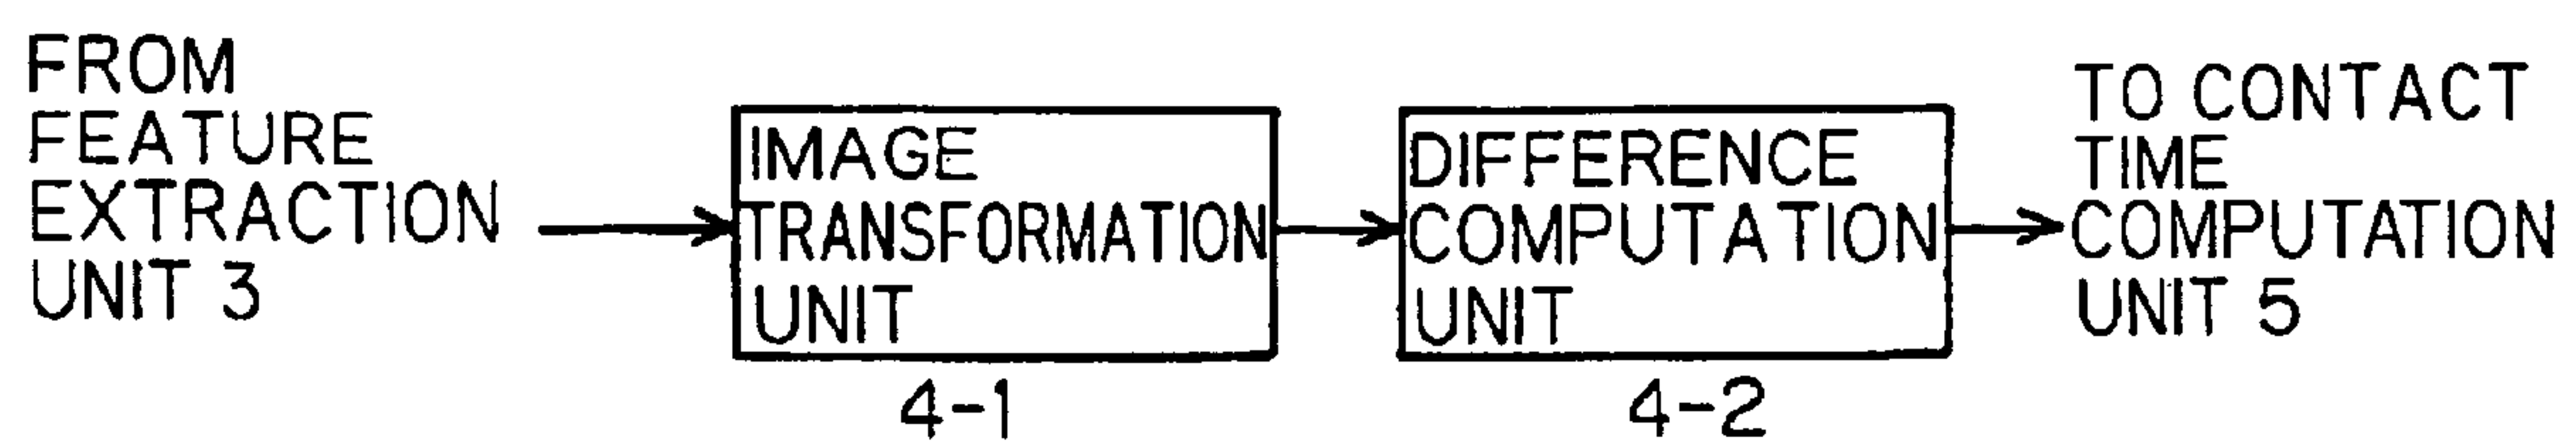 FROM
FEATURE
EXTRACTION
UNIT 3
IMAGE
TRANSFORMATION
UNIT
4-1
DIFFERENCE
COMPUTATION
UNIT
4-2
TO CONTACT
TIME
COMPUTATION
UNIT 5